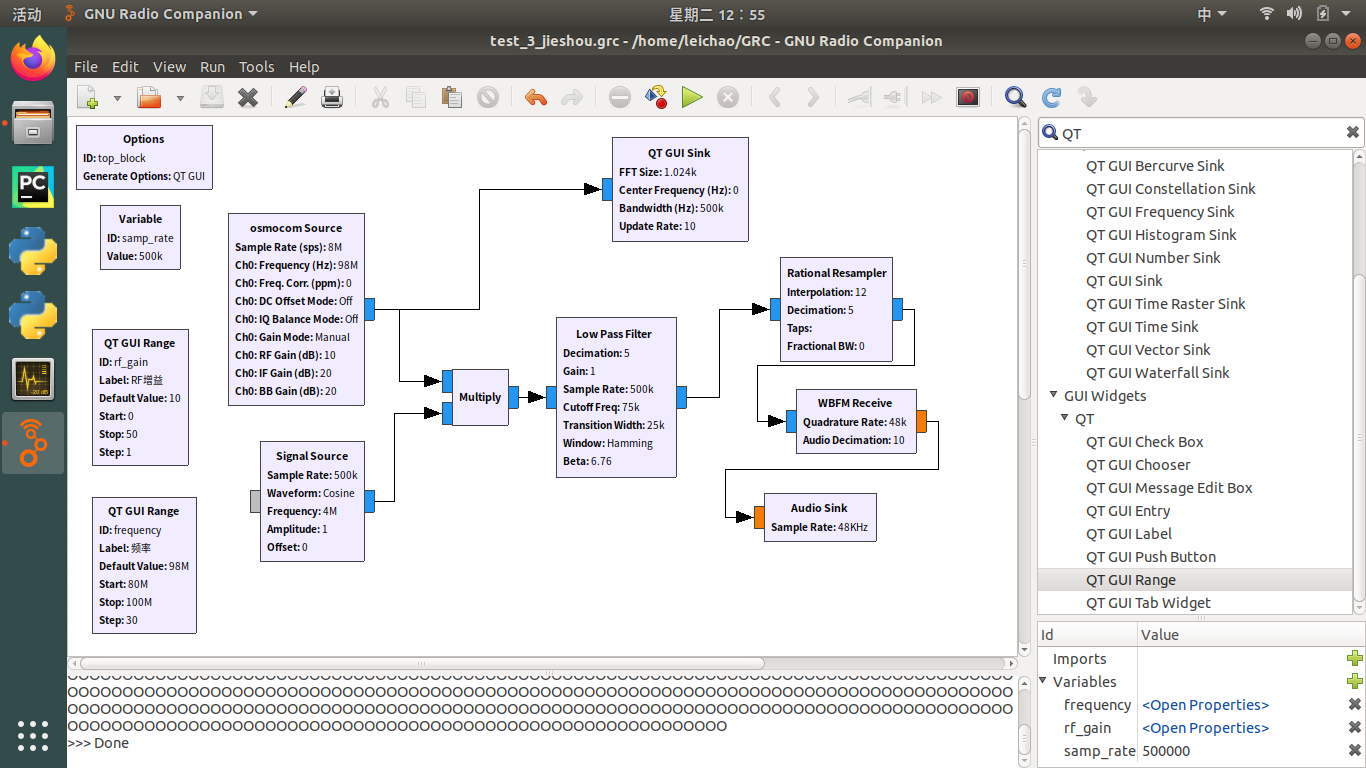 活动
GNU Radio Companion
星期二 12：55
中
test_3_jieshou.grc - /home/leichao/GRC - GNU Radio Companion
File Edit View Run Tools Help
Options
ID: top_block
Generate Options: QT GUI
Variable
ID: samp_rate
Value: 500k
QT GUI Range
ID: rf_gain
Label: RF增益
Default Value: 10
Start: 0
Stop: 50
Step: 1
QT GUI Range
ID: frequency
Label: 频率
Default Value: 98M
Start: 80M
Stop: 100M
Step: 30
osmocom Source
Sample Rate (sps): 8M
Ch0: Frequency (Hz): 98M
Ch0: Freq. Corr. (ppm): 0
Ch0: DC Offset Mode: Off
Ch0: IQ Balance Mode: Off
Ch0: Gain Mode: Manual
Ch0: RF Gain (dB): 10
Ch0: IF Gain (dB): 20
Ch0: BB Gain (dB): 20
Signal Source
Sample Rate: 500k
Waveform: Cosine
Frequency: 4M
Amplitude: 1
Offset: 0
Multiply
QT GUI Sink
FFT Size: 1.024k
Center Frequency (Hz): 0
Bandwidth (Hz): 500k
Update Rate: 10
Low Pass Filter
Decimation: 5
Gain: 1
Sample Rate: 500k
Cutoff Freq: 75k
Transition Width: 25k
Window: Hamming
Beta: 6.76
Rational Resampler
Interpolation: 12
Decimation: 5
Taps:
Fractional BW: 0
WBFM Receive
Quadrature Rate: 48k
Audio Decimation: 10
Audio Sink
Sample Rate: 48KHz
>>> Done
QT
QT GUI Bercurve Sink
QT GUI Constellation Sink
QT GUI Frequency Sink
QT GUI Histogram Sink
QT GUI Number Sink
QT GUI Sink
QT GUI Time Raster Sink
QT GUI Time Sink
QT GUI Vector Sink
QT GUI Waterfall Sink
GUI Widgets
QT
QT GUI Check Box
QT GUI Chooser
QT GUI Message Edit Box
QT GUI Entry
QT GUI Label
QT GUI Push Button
QT GUI Range
QT GUI Tab Widget
Id Value
Imports
Variables
frequency <Open Properties>
rf_gain <Open Properties>
samp_rate 500000
PC